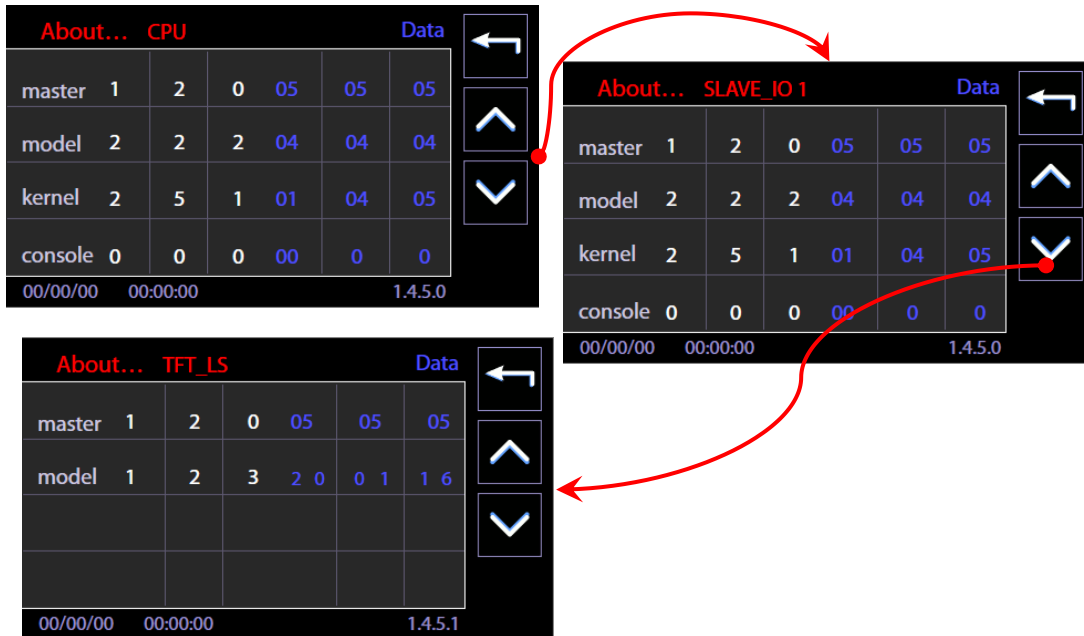 About... CPU Data
master 1 2 0 05 05 05
model 2 2 2 04 04 04
kernel 2 5 1 01 04 05
console 0 0 0 00 0 0
00/00/00 00:00:00 1.4.5.0
About... SLAVE_IO 1 Data
master 1 2 0 05 05 05
model 2 2 2 04 04 04
kernel 2 5 1 01 04 05
console 0 0 0 00 0 0
00/00/00 00:00:00 1.4.5.0
About... TFT_LS Data
master 1 2 0 05 05 05
model 1 2 3 2 0 0 1 1 6
00/00/00 00:00:00 1.4.5.1